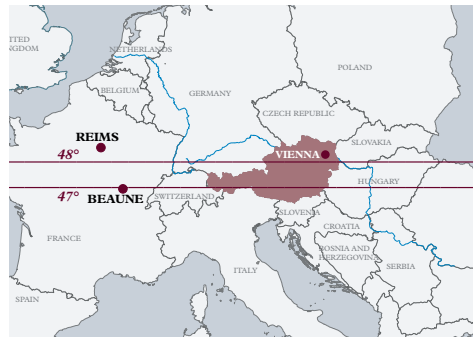 UNITED
KINGDOM
NETHERLANDS
POLAND
BELGIUM
GERMANY
CZECH REPUBLIC
REIMS
SLOVAKIA
48°
VIENNA
47°
BEAUNE
SWITZERLAND
HUNGARY
SLOVENIA
CROATIA
FRANCE
BOSNIA AND
HERZEGOVINA
ITALY
SERBIA
SPAIN